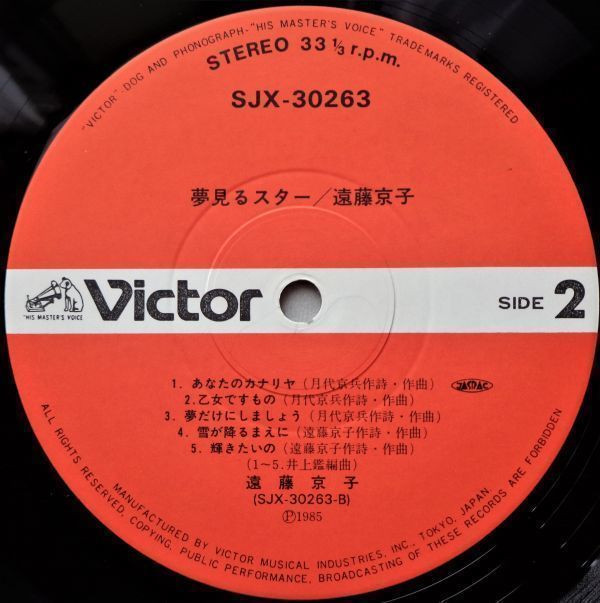 "VICTOR"-DOG AND PHONOGRAPH-"HIS MASTER'S VOICE" TRADEMARKS REGISTERED
STEREO 33 1/3 r.p.m.
SJX-30263
夢見るスター/遠藤京子
"HIS MASTER'S VOICE"
Victor
SIDE 2
1. あなたのカナリヤ(月代京兵作詩・作曲)
JASRAC
2. 乙女ですもの(月代京兵作詩・作曲)
3. 夢だけにしましょう(月代京兵作詩・作曲)
4. 雪が降るまえに(遠藤京子作詩・作曲)
5. 輝きたいの(遠藤京子作詩・作曲)
(1〜5.井上鑑編曲)
遠藤京子
(SJX-30263-B)
Ⓟ1985
MANUFACTURED BY VICTOR MUSICAL INDUSTRIES, INC., TOKYO, JAPAN.
ALL RIGHTS RESERVED, COPYING, PUBLIC PERFORMANCE, BROADCASTING OF THESE RECORDS ARE FORBIDDEN